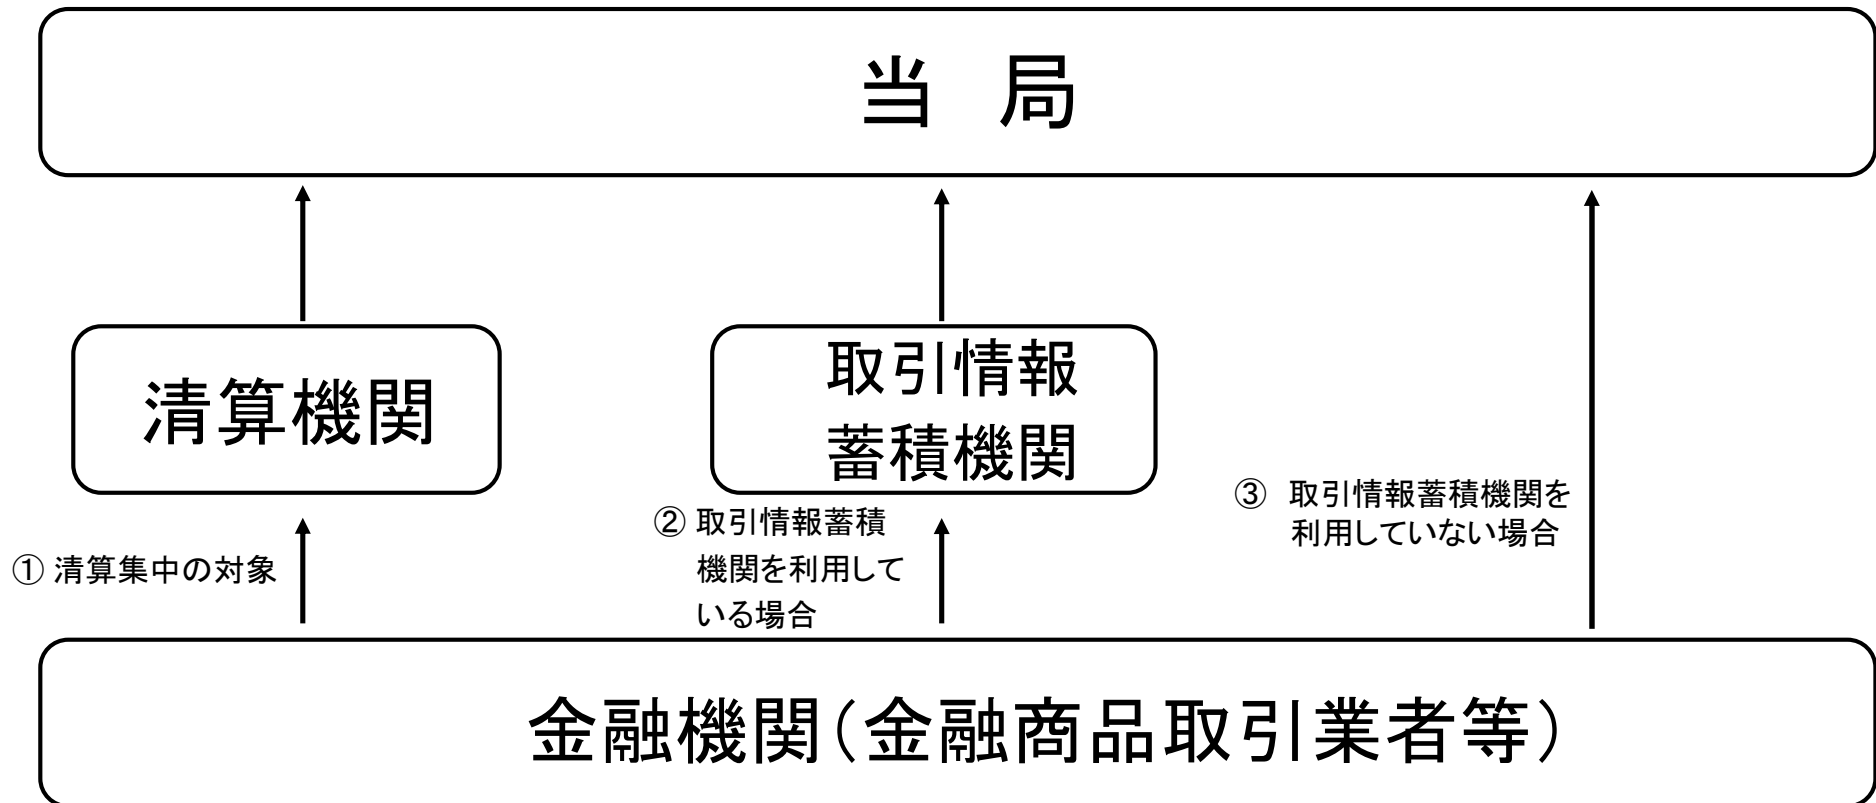 当 局
清算機関
取引情報
蓄積機関
① 清算集中の対象
② 取引情報蓄積
機関を利用して
いる場合
③ 取引情報蓄積機関を
利用していない場合
金融機関(金融商品取引業者等)